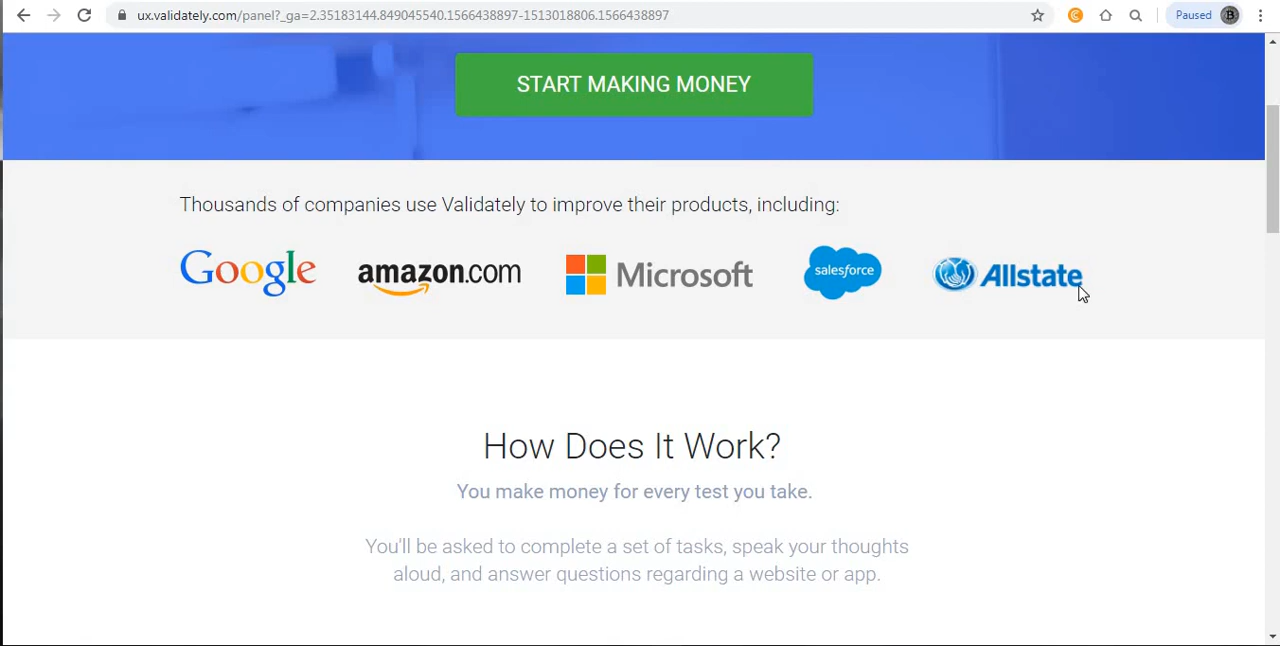 ux.validately.com/panel?_ga=2.35183144.849045540.1566438897-1513018806.1566438897
Paused
START MAKING MONEY
Thousands of companies use Validately to improve their products, including:
Google amazon.com Microsoft salesforce Allstate
How Does It Work?
You make money for every test you take.
You'll be asked to complete a set of tasks, speak your thoughts
aloud, and answer questions regarding a website or app.